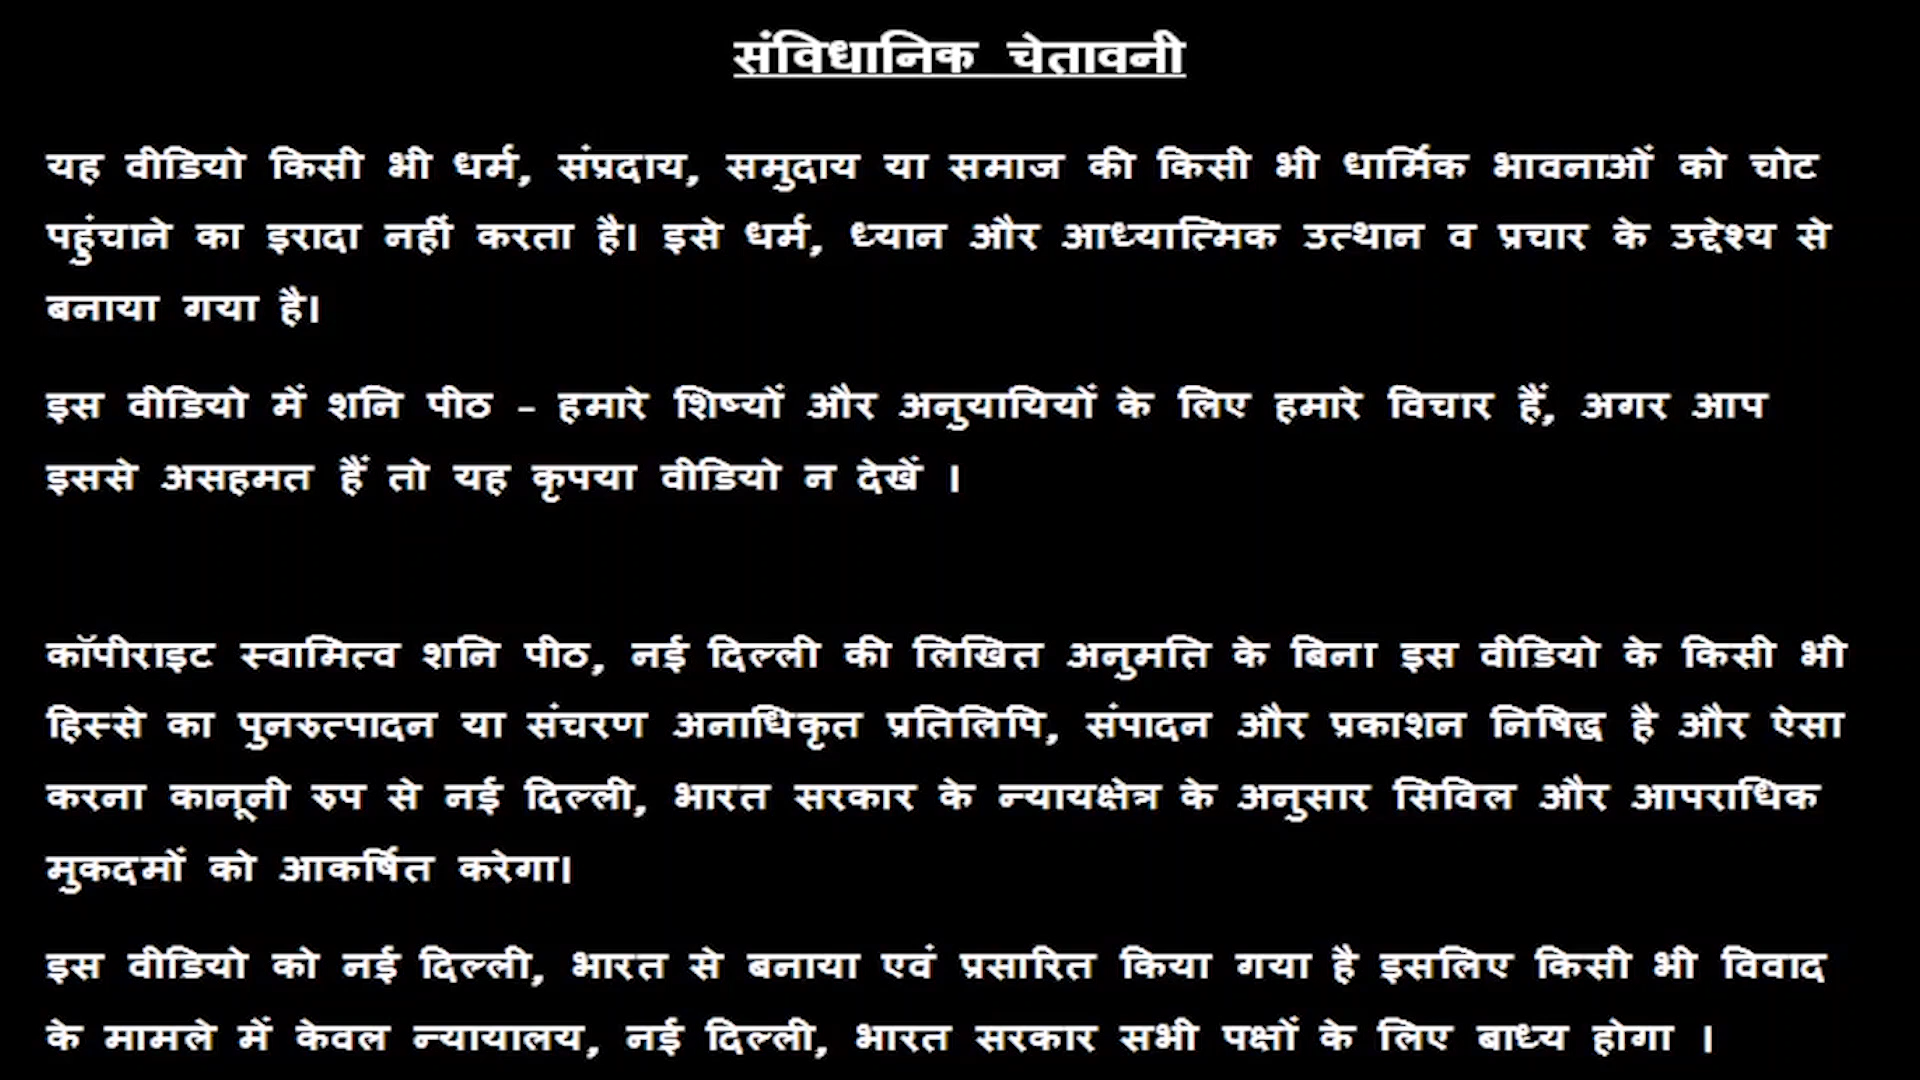 संविधानिक चेतावनी
यह वीडियो किसी भी धर्म, संप्रदाय, समुदाय या समाज की किसी भी धार्मिक भावनाओं को चोट
पहुंचाने का इरादा नहीं करता है। इसे धर्म, ध्यान और आध्यात्मिक उत्थान व प्रचार के उद्देश्य से
बनाया गया है।
इस वीडियो में शनि पीठ – हमारे शिष्यों और अनुयायियों के लिए हमारे विचार हैं, अगर आप
इससे असहमत हैं तो यह कृपया वीडियो न देखें ।
कॉपीराइट स्वामित्व शनि पीठ, नई दिल्ली की लिखित अनुमति के बिना इस वीडियो के किसी भी
हिस्से का पुनरुत्पादन या संचरण अनाधिकृत प्रतिलिपि, संपादन और प्रकाशन निषिद्ध है और ऐसा
करना कानूनी रुप से नई दिल्ली, भारत सरकार के न्यायक्षेत्र के अनुसार सिविल और आपराधिक
मुकदमों को आकर्षित करेगा।
इस वीडियो को नई दिल्ली, भारत से बनाया एवं प्रसारित किया गया है इसलिए किसी भी विवाद
के मामले में केवल न्यायालय, नई दिल्ली, भारत सरकार सभी पक्षों के लिए बाध्य होगा ।